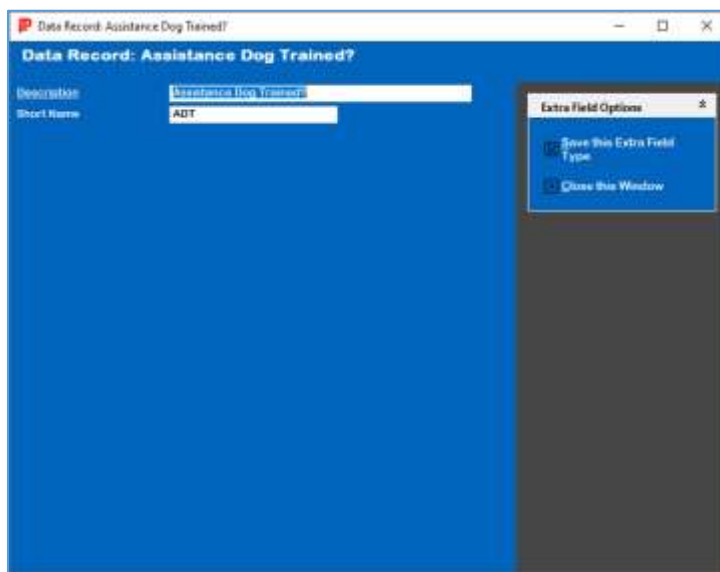 Data Record: Assistance Dog Trained?
Data Record: Assistance Dog Trained?
Description Assistance Dog Trained?
Short Name ADT
Extra Field Options
Save this Extra Field
Type
Close this Window